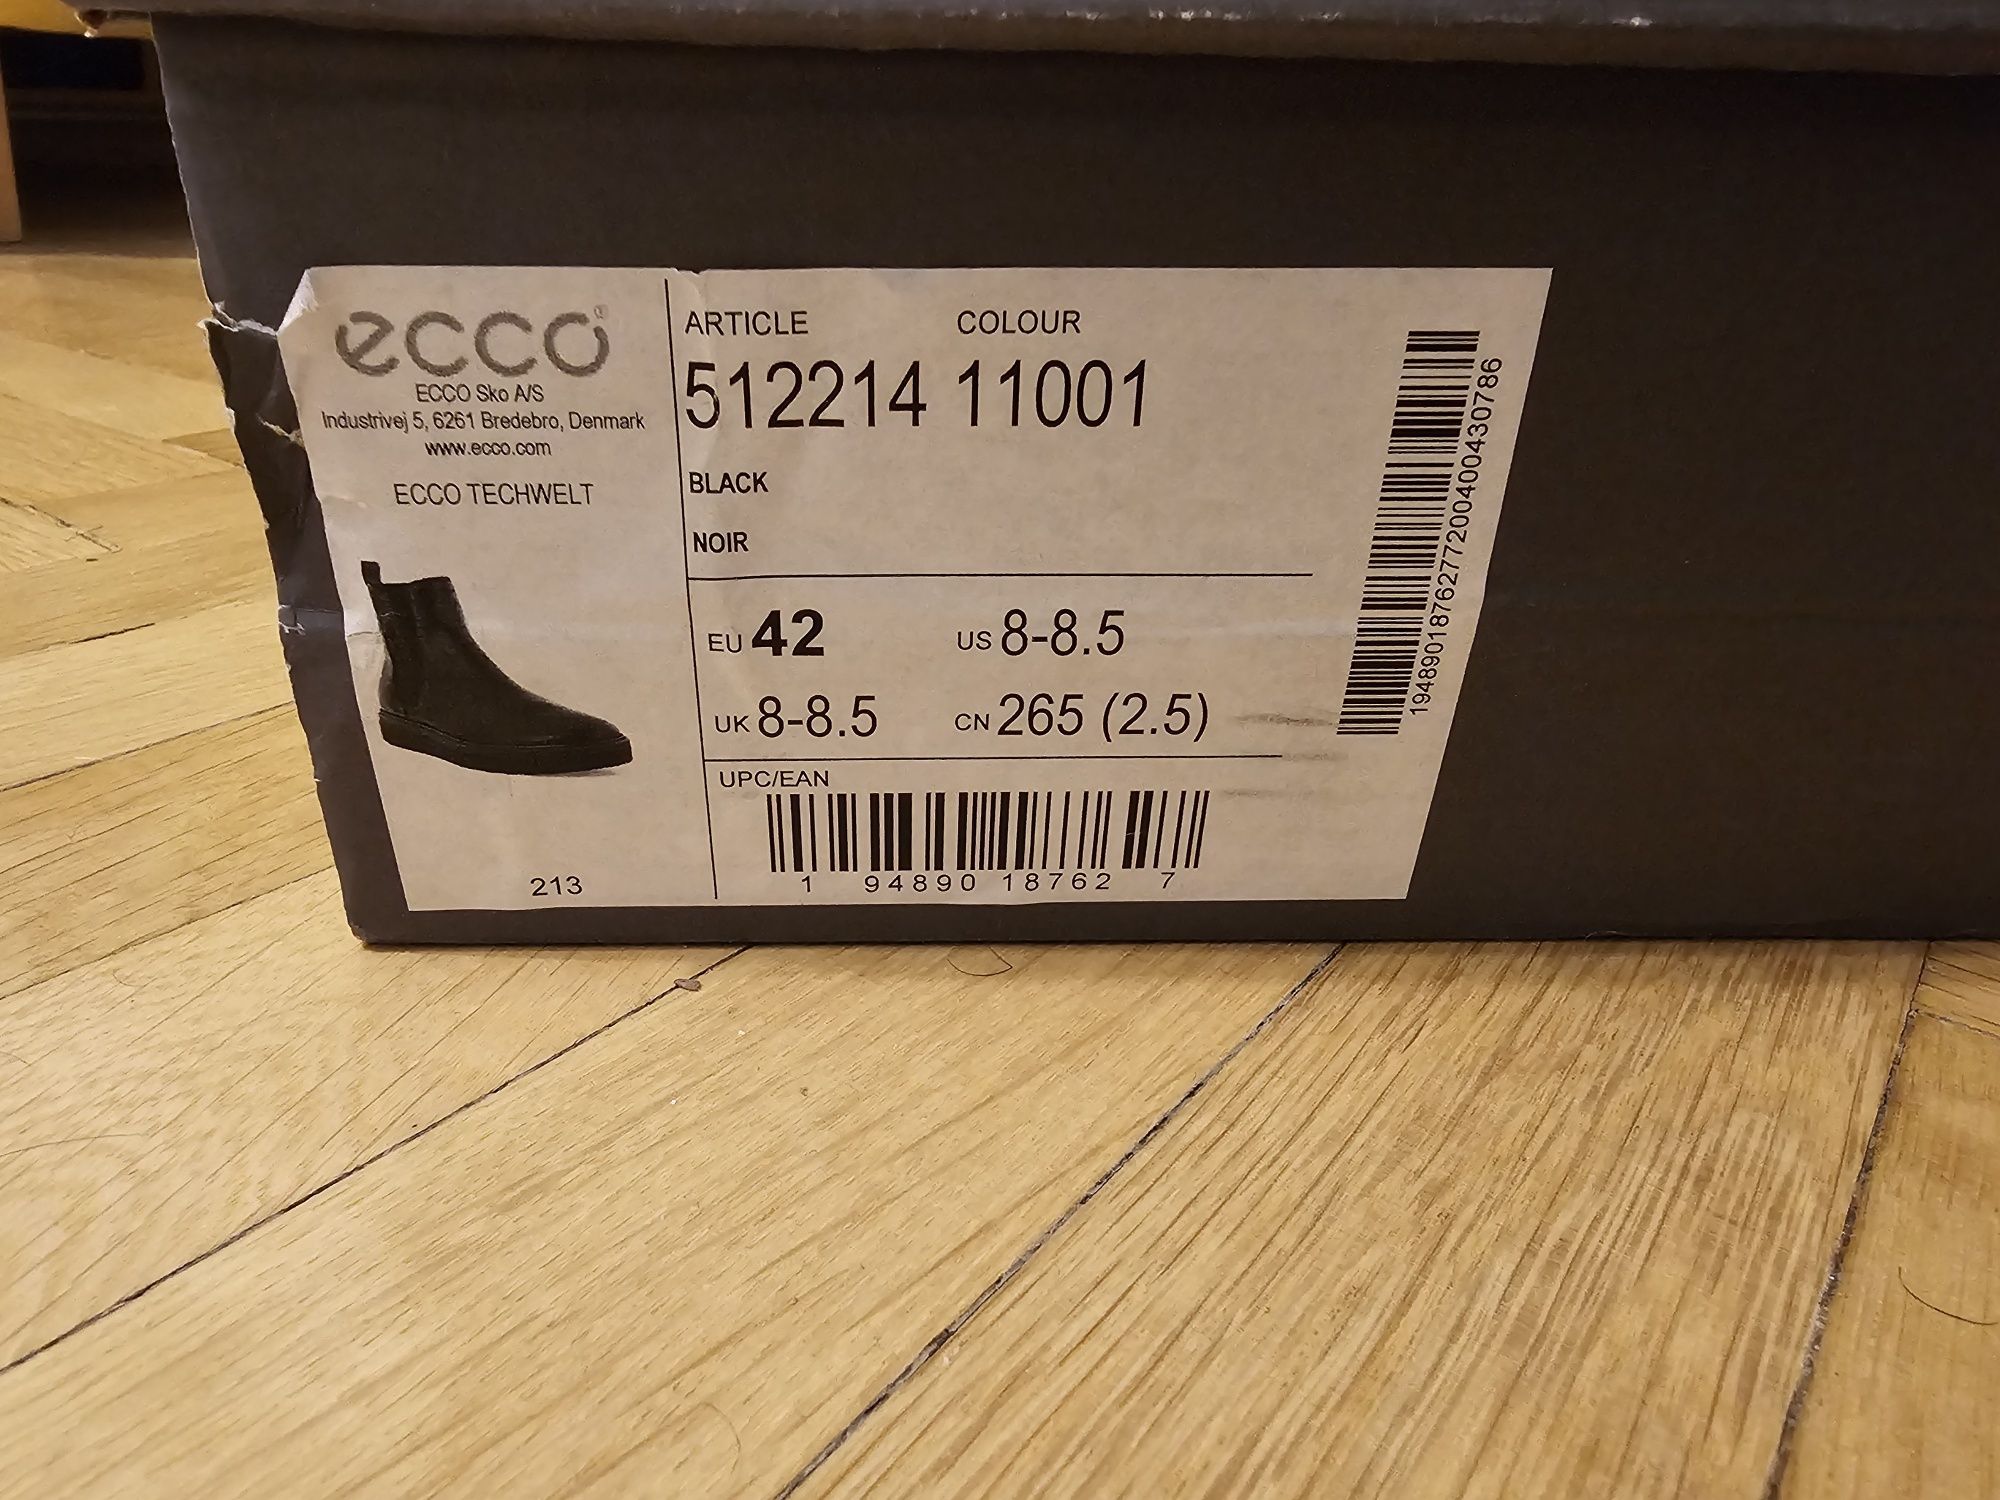 ecco®
ECCO Sko A/S
Industrivej 5, 6261 Bredebro, Denmark
www.ecco.com
ECCO TECHWELT
213
ARTICLE COLOUR
512214 11001
BLACK
NOIR
EU 42 US 8-8.5
UK 8-8.5 CN 265 (2.5)
UPC/EAN
1 94890 18762 7
19489018762772004004307 86